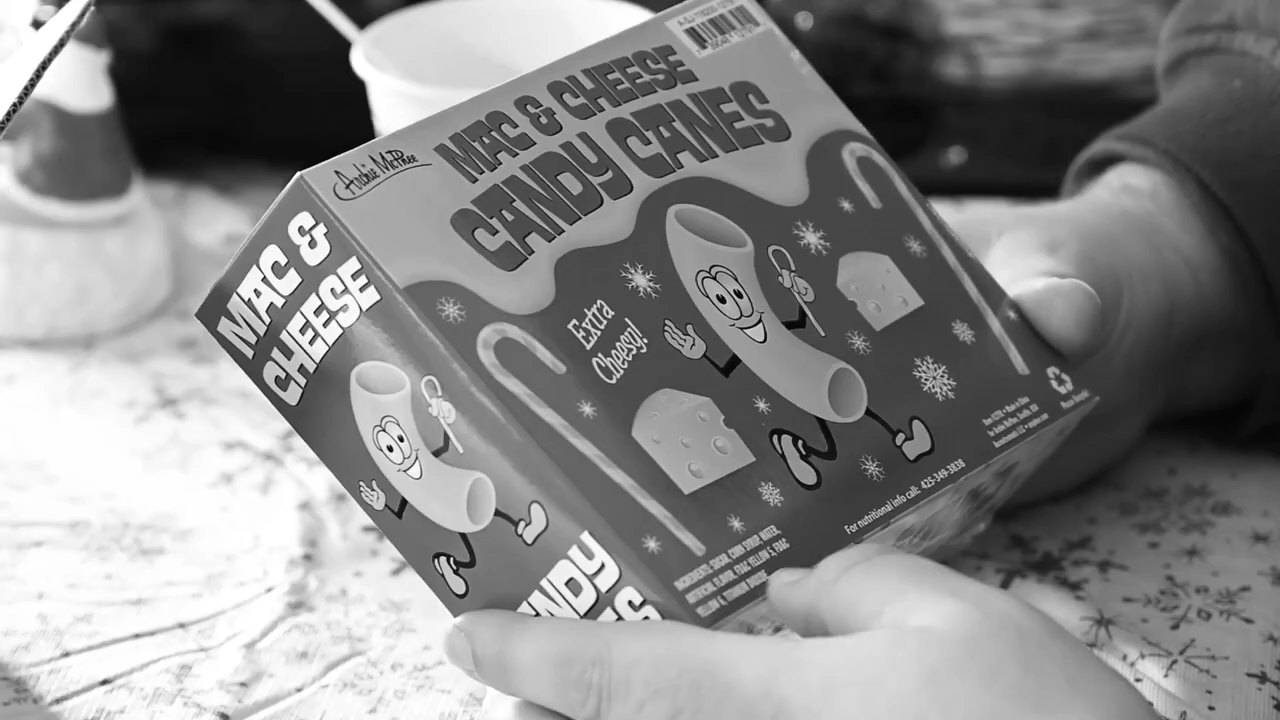 Archie McPhee
MAC & CHEESE
CANDY CANES
Extra
Cheesy!
For nutritional info call: 425-349-3838
INGREDIENTS: SUGAR, CORN SYRUP, WATER,
ARTIFICIAL FLAVOR, FD&C YELLOW 5, FD&C
YELLOW 6, TITANIUM DIOXIDE
MAC &
CHEESE